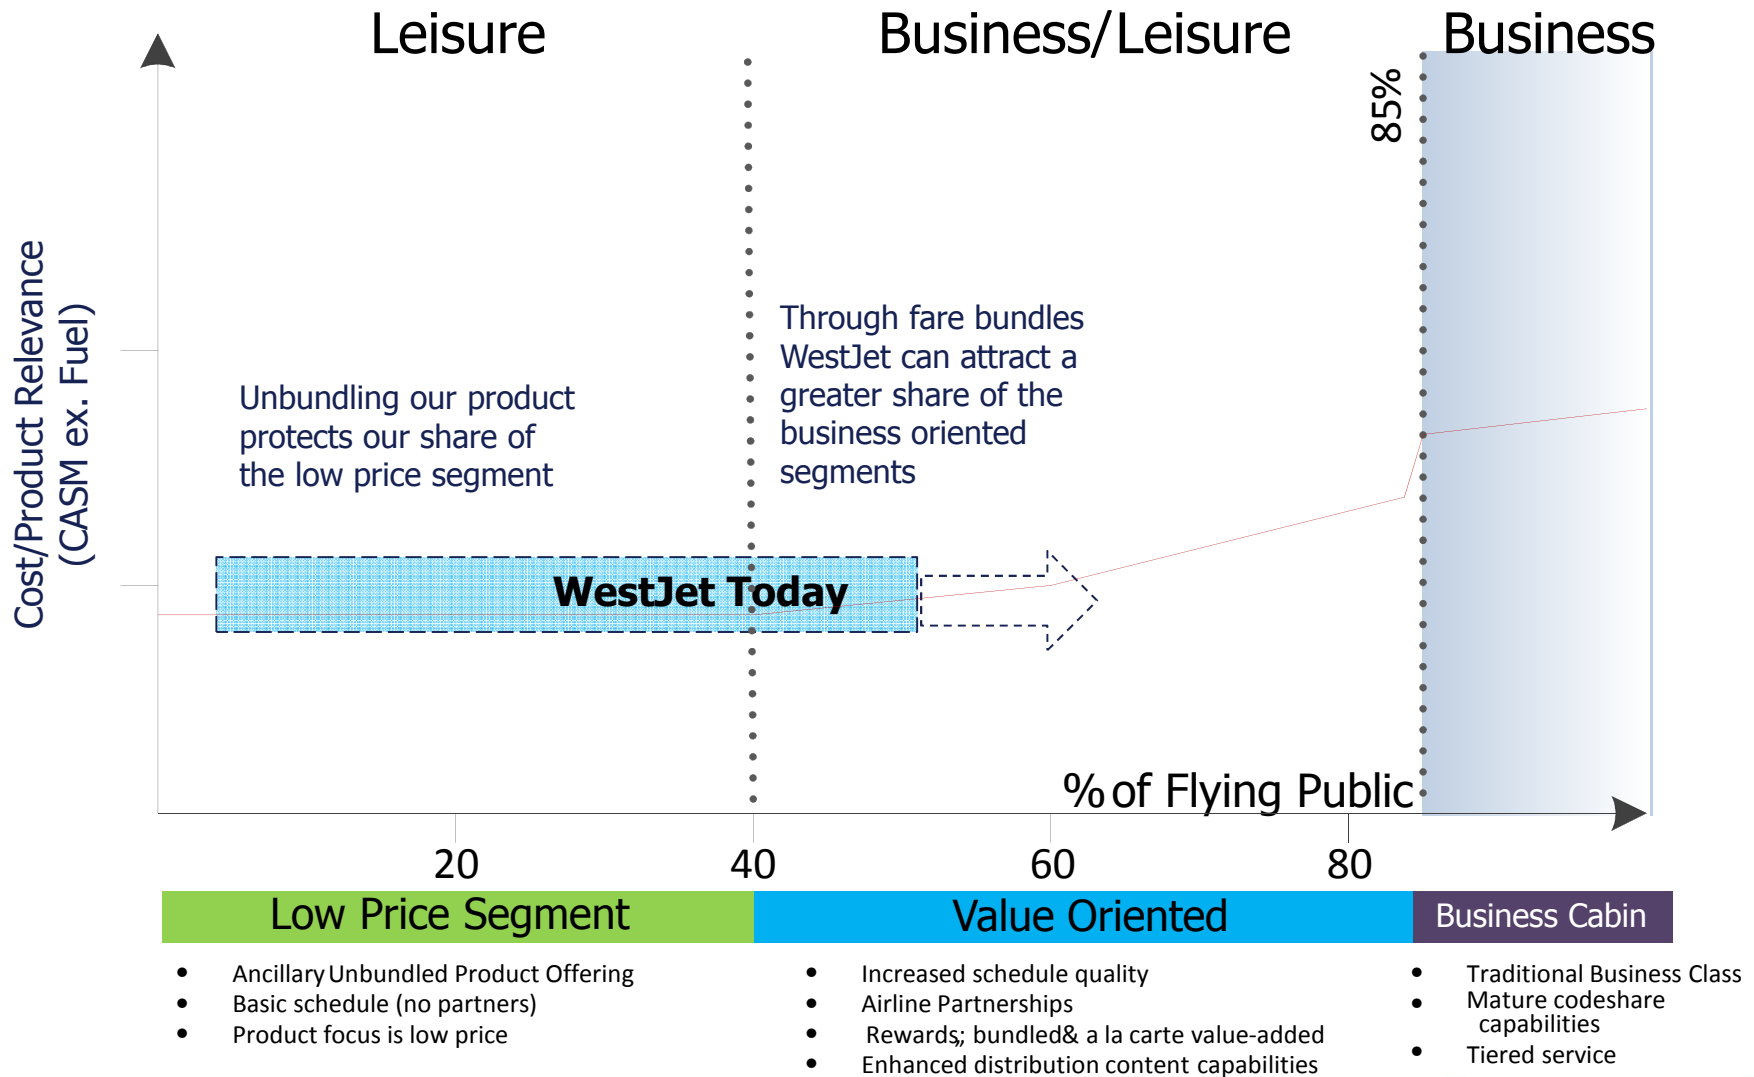 Leisure
Business/Leisure
Business
85%
Cost/Product Relevance
(CASM ex. Fuel)
Unbundling our product
protects our share of
the low price segment
Through fare bundles
WestJet can attract a
greater share of the
business oriented
segments
WestJet Today
% of Flying Public
20
40
60
80
Low Price Segment
Value Oriented
Business Cabin
• Ancillary Unbundled Product Offering
• Basic schedule (no partners)
• Product focus is low price
• Increased schedule quality
• Airline Partnerships
• Rewards,; bundled& a la carte value-added
• Enhanced distribution content capabilities
• Traditional Business Class
• Mature codeshare
capabilities
• Tiered service